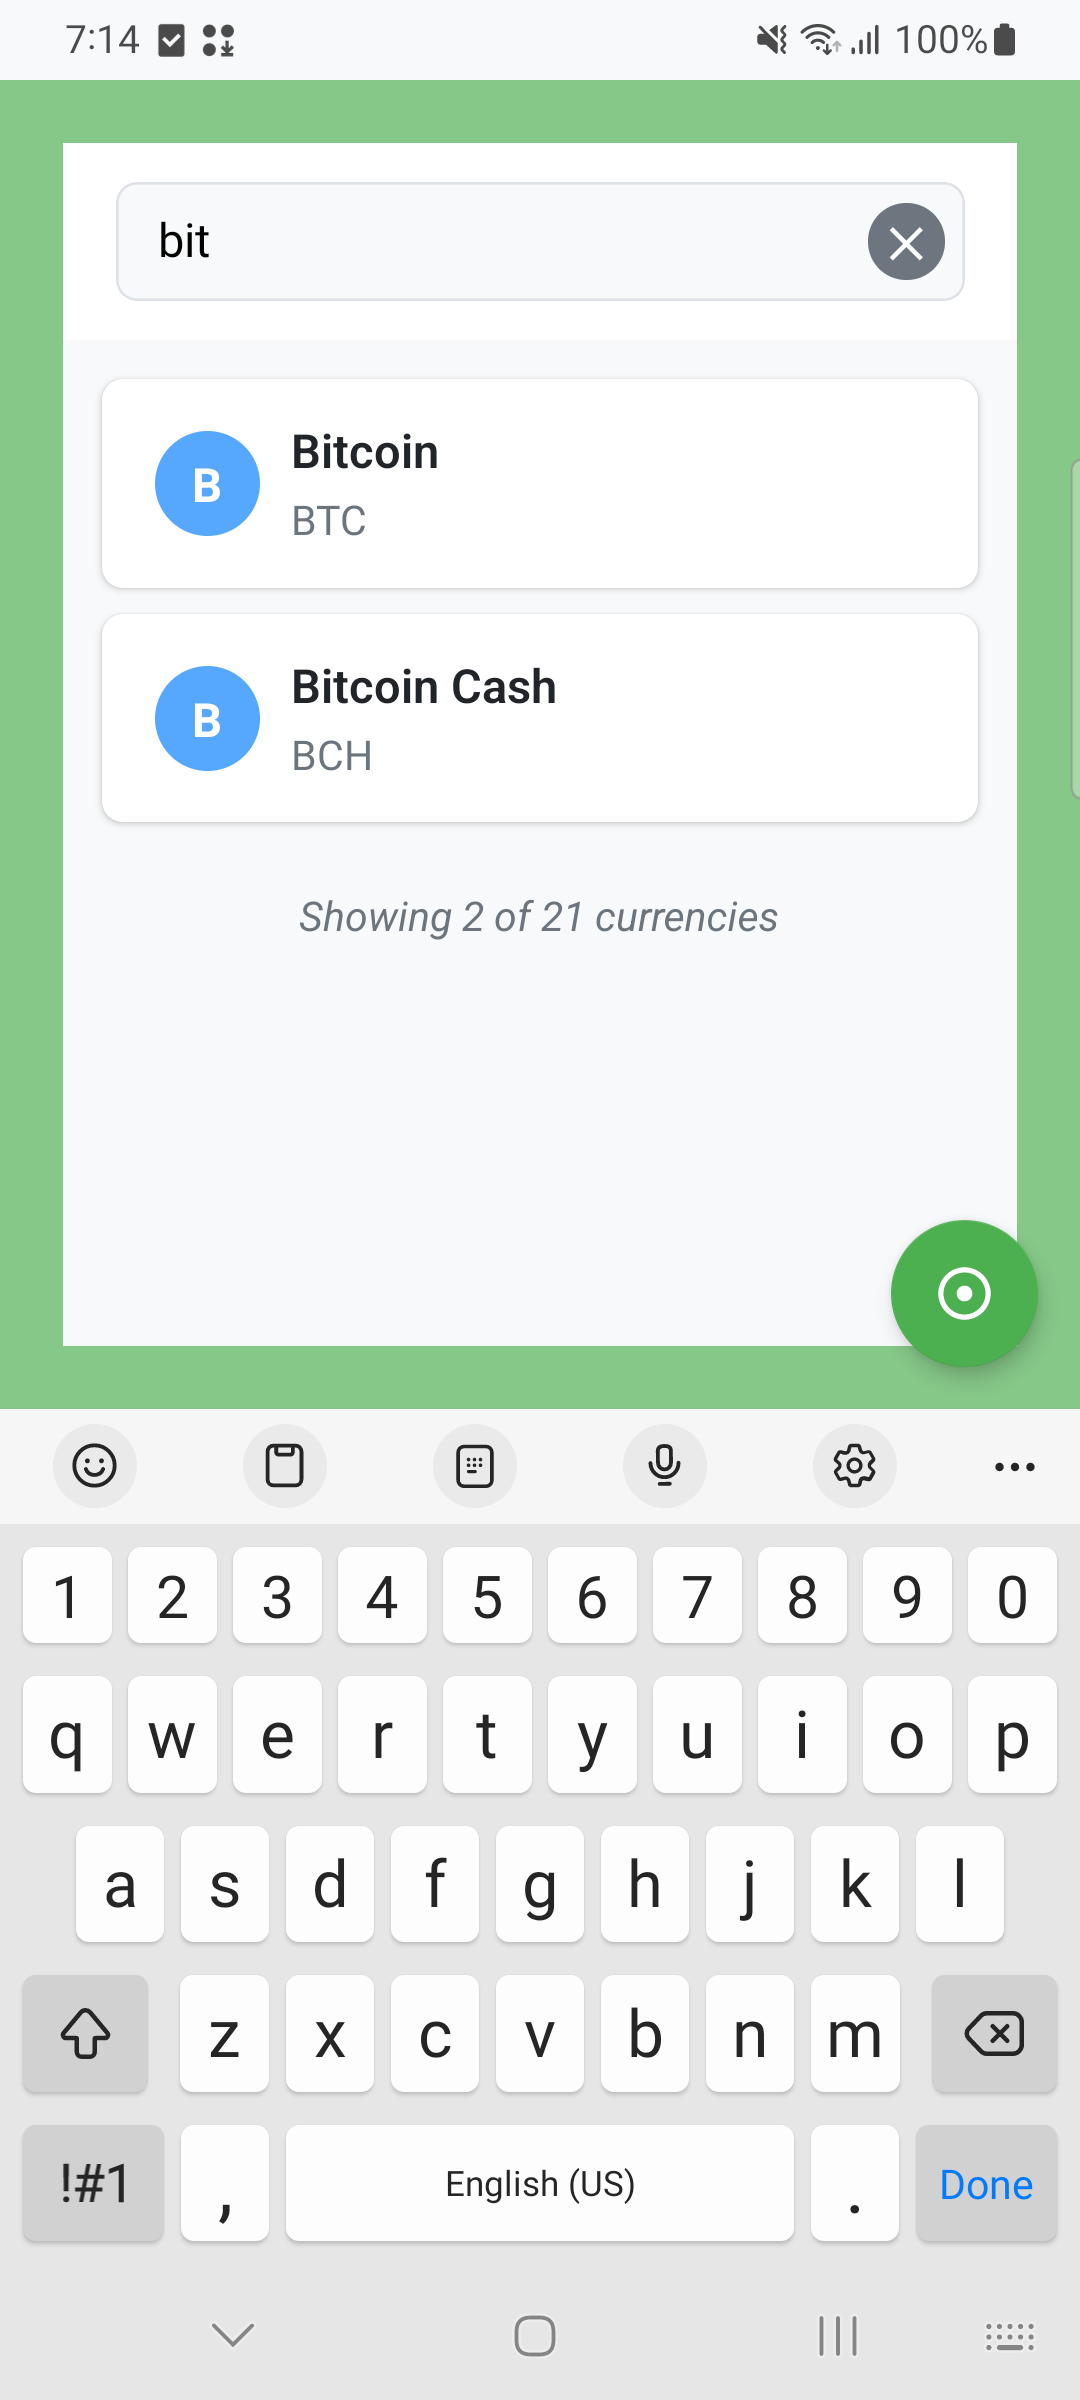 7:14 100%
bit
B Bitcoin
BTC
B Bitcoin Cash
BCH
Showing 2 of 21 currencies
1 2 3 4 5 6 7 8 9 0
q w e r t y u i o p
a s d f g h j k l
z x c v b n m
!#1 , English (US) . Done